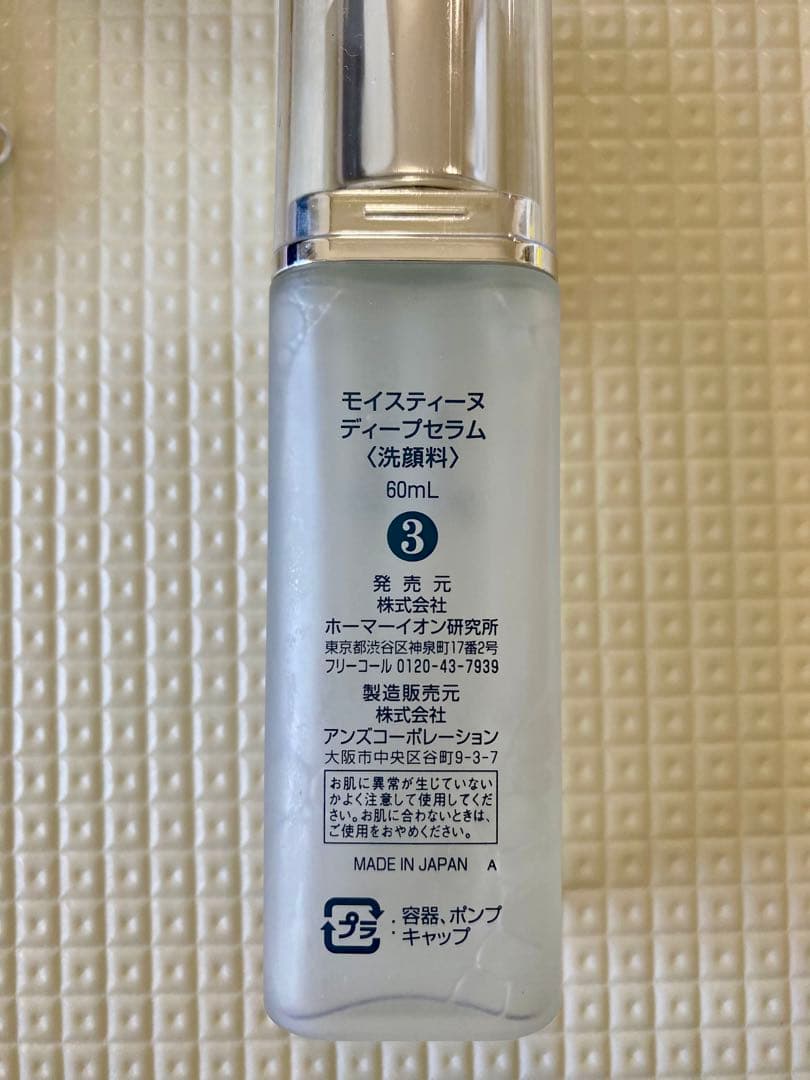 モイスティーヌ
ディープセラム
〈洗顔料〉
60mL
3
発売元
株式会社
ホーマーイオン研究所
東京都渋谷区神泉町17番2号
フリーコール 0120-43-7939
製造販売元
株式会社
アンズコーポレーション
大阪市中央区谷町9-3-7
お肌に異常が生じていない
かよく注意して使用してくだ
さい。お肌に合わないときは、
ご使用をおやめください。
MADE IN JAPAN A
プラ : 容器、ポンプ
: キャップ